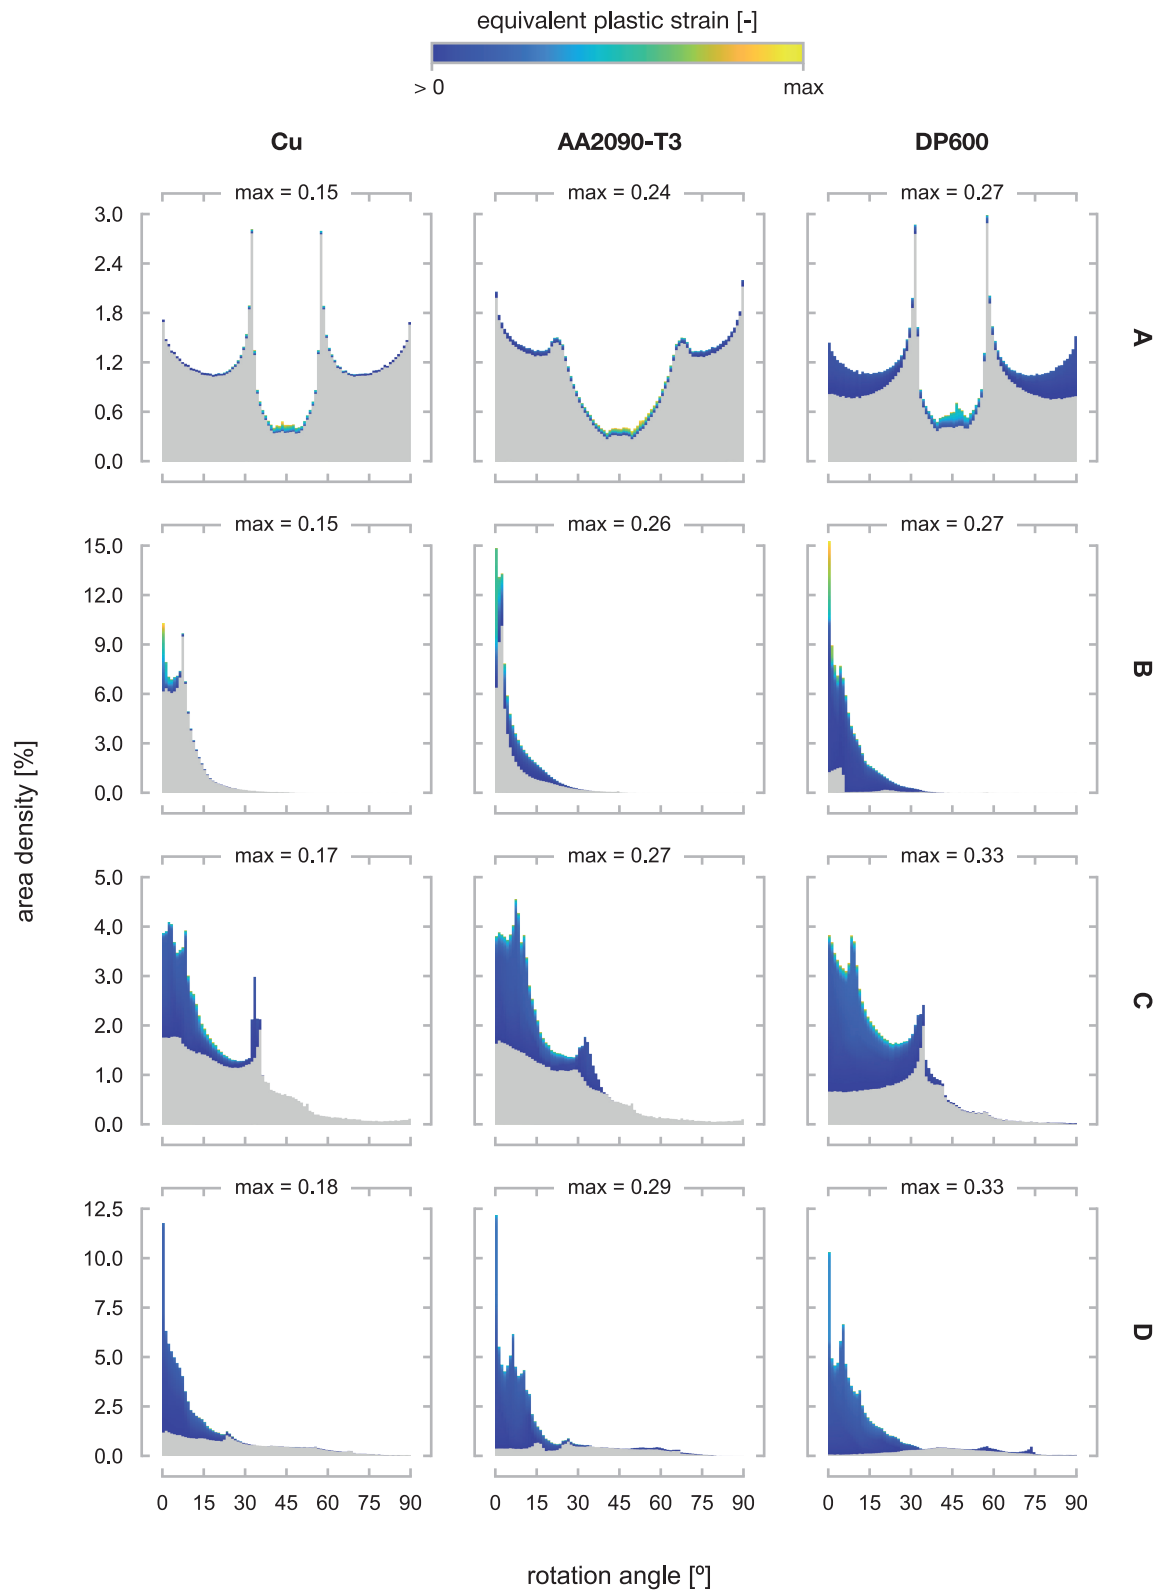 equivalent plastic strain [-]
> 0 max
Cu AA2090-T3 DP600
max = 0.15 max = 0.24 max = 0.27
3.0
2.4
1.8
1.2
0.6
0.0
A
max = 0.15 max = 0.26 max = 0.27
15.0
12.0
9.0
6.0
3.0
0.0
B
area density [%]
max = 0.17 max = 0.27 max = 0.33
5.0
4.0
3.0
2.0
1.0
0.0
C
max = 0.18 max = 0.29 max = 0.33
12.5
10.0
7.5
5.0
2.5
0.0
D
0 15 30 45 60 75 90 0 15 30 45 60 75 90 0 15 30 45 60 75 90
rotation angle [º]